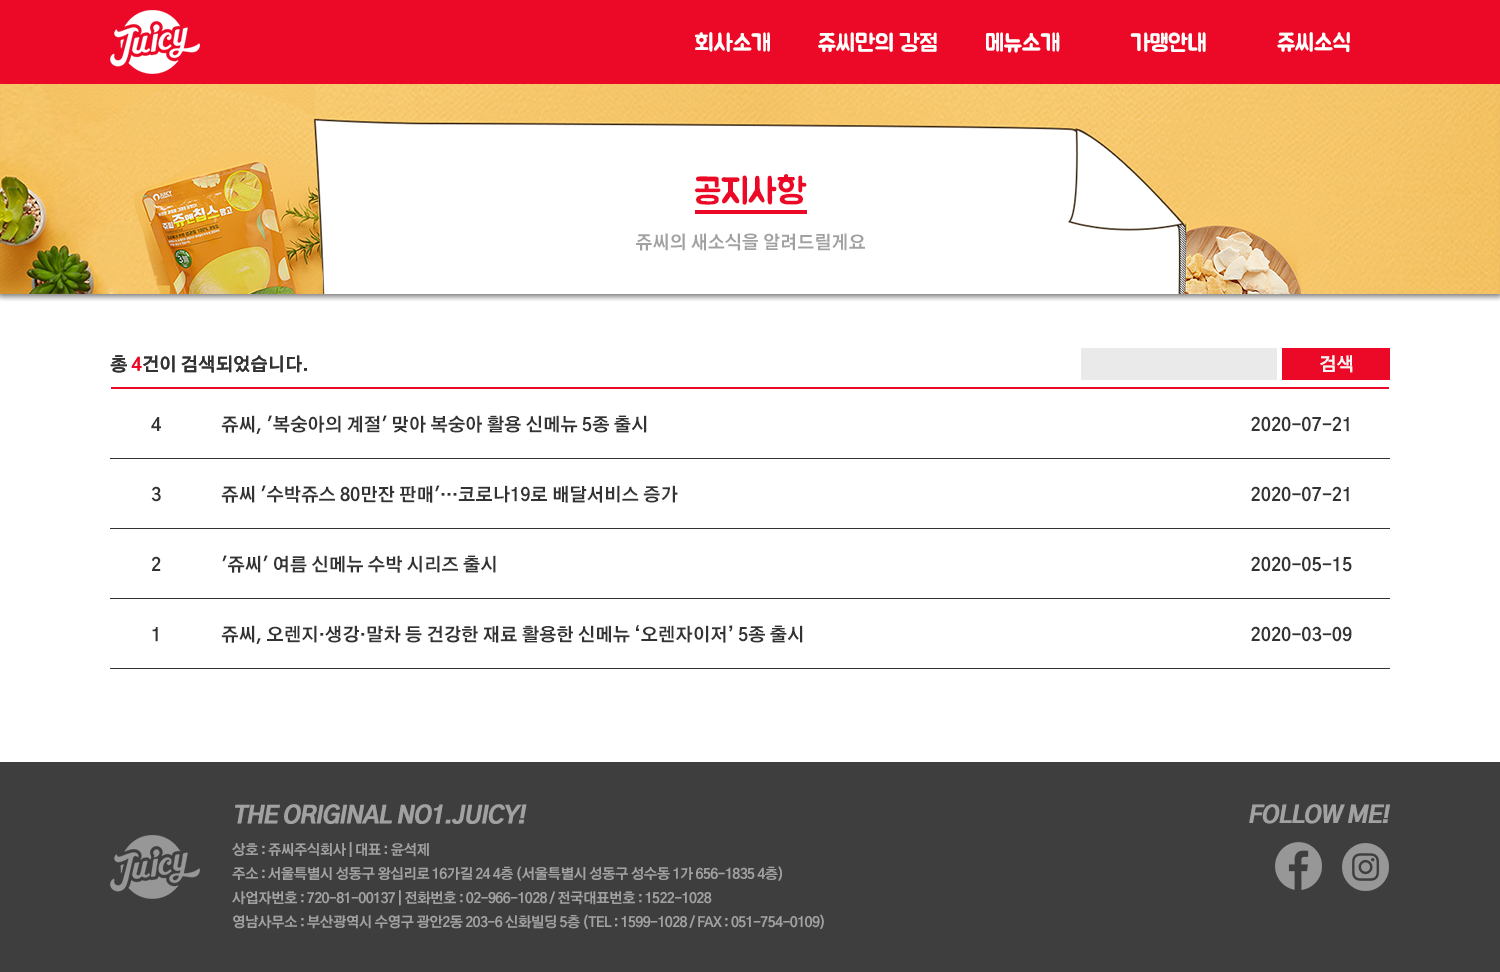 Juicy
회사소개 쥬씨만의 강점 메뉴소개 가맹안내 쥬씨소식
공지사항
쥬씨의 새소식을 알려드릴게요
쥬씨
쥬맨칩스
망고
총 4건이 검색되었습니다.
검색
4 쥬씨, '복숭아의 계절' 맞아 복숭아 활용 신메뉴 5종 출시 2020-07-21
3 쥬씨 '수박쥬스 80만잔 판매'…코로나19로 배달서비스 증가 2020-07-21
2 '쥬씨' 여름 신메뉴 수박 시리즈 출시 2020-05-15
1 쥬씨, 오렌지·생강·말차 등 건강한 재료 활용한 신메뉴 ‘오렌자이저’ 5종 출시 2020-03-09
Juicy
THE ORIGINAL NO1.JUICY!
상호 : 쥬씨주식회사 | 대표 : 윤석제
주소 : 서울특별시 성동구 왕십리로 16가길 24 4층 (서울특별시 성동구 성수동 1가 656-1835 4층)
사업자번호 : 720-81-00137 | 전화번호 : 02-966-1028 / 전국대표번호 : 1522-1028
영남사무소 : 부산광역시 수영구 광안2동 203-6 신화빌딩 5층 (TEL : 1599-1028 / FAX : 051-754-0109)
FOLLOW ME!